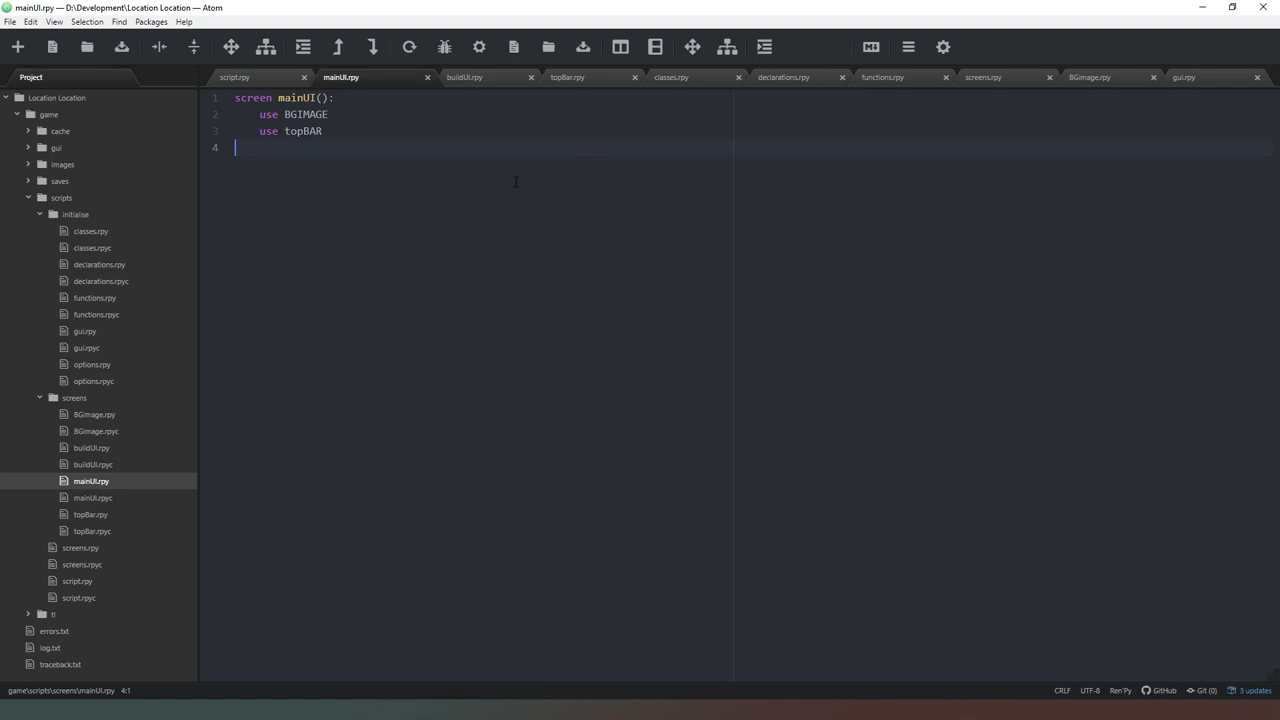 mainUI.rpy — D:\Development\Location Location — Atom
File Edit View Selection Find Packages Help
Project
script.rpy
mainUI.rpy
buildUI.rpy
topBar.rpy
classes.rpy
declarations.rpy
functions.rpy
screens.rpy
BGimage.rpy
gui.rpy
Location Location
game
cache
gui
images
saves
scripts
initialise
classes.rpy
classes.rpyc
declarations.rpy
declarations.rpyc
functions.rpy
functions.rpyc
gui.rpy
gui.rpyc
options.rpy
options.rpyc
screens
BGimage.rpy
BGimage.rpyc
buildUI.rpy
buildUI.rpyc
mainUI.rpy
mainUI.rpyc
topBar.rpy
topBar.rpyc
screens.rpy
screens.rpyc
script.rpy
script.rpyc
tl
errors.txt
log.txt
traceback.txt
1 screen mainUI():
2 use BGIMAGE
3 use topBAR
4
game\scripts\screens\mainUI.rpy 4:1
CRLF UTF-8 Ren'Py GitHub Git (0) 3 updates